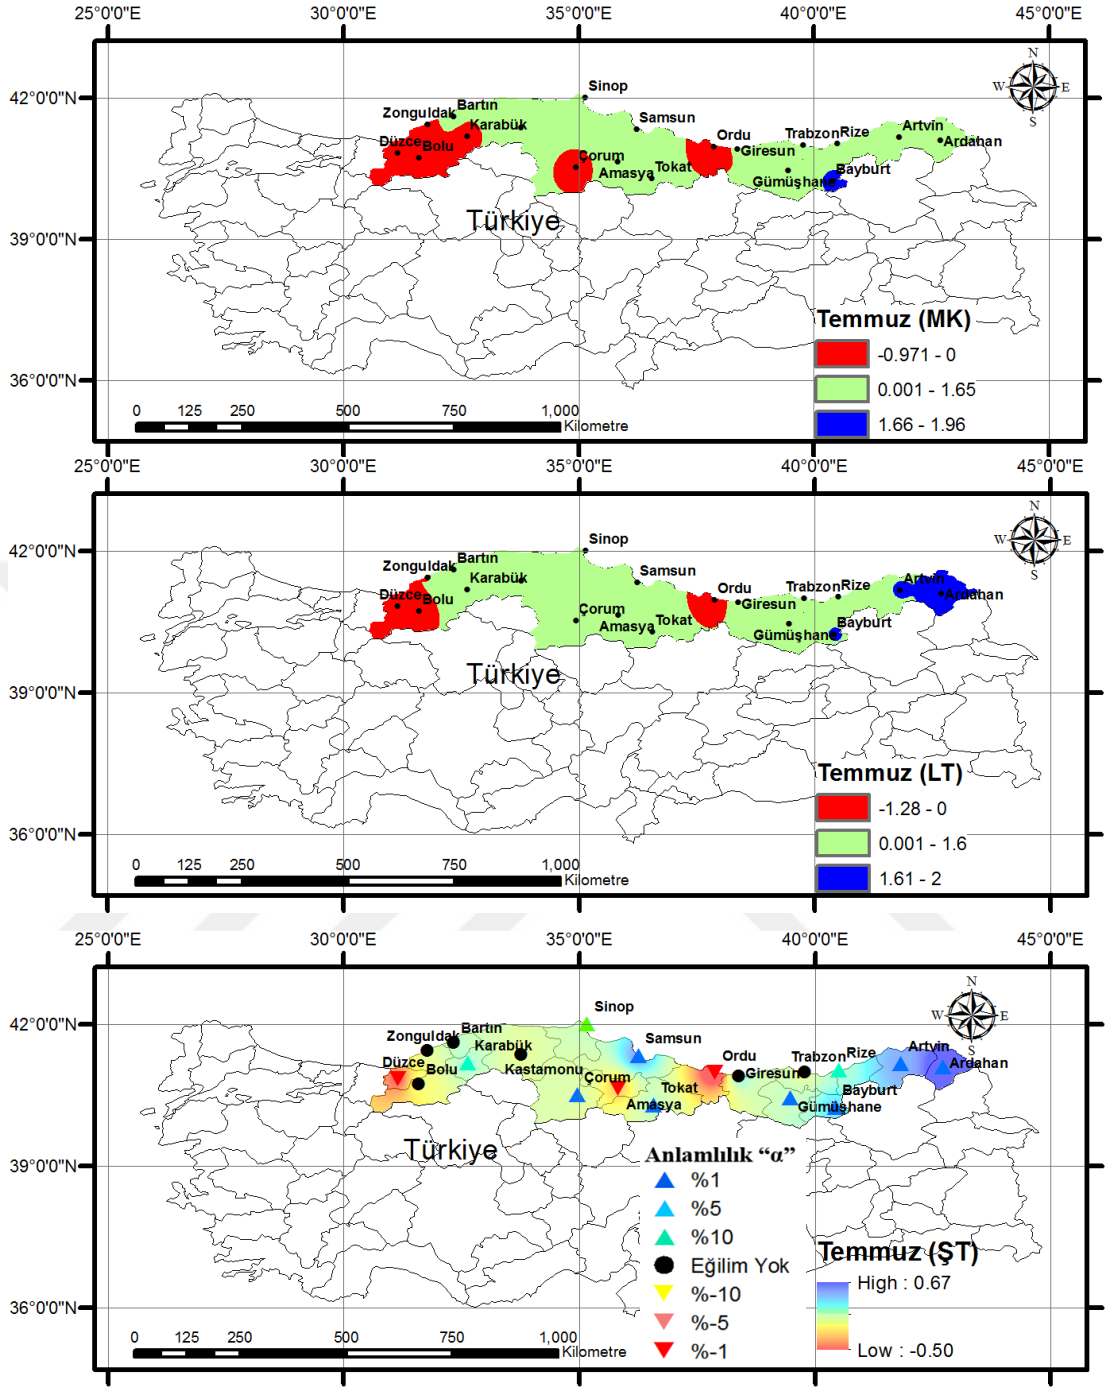 25°0'0"E 30°0'0"E 35°0'0"E 40°0'0"E 45°0'0"E
N
W E
S
42°0'0"N
39°0'0"N
36°0'0"N
Sinop
Bartın
Zonguldak
Karabük
Samsun
Düzce
Bolu
Ordu
Trabzon
Rize
Artvin
Ardahan
Giresun
Çorum
Amasya
Tokat
Gümüşhane
Bayburt
Türkiye
Temmuz (MK)
-0.971 - 0
0.001 - 1.65
1.66 - 1.96
0 125 250 500 750 1,000
Kilometre
25°0'0"E 30°0'0"E 35°0'0"E 40°0'0"E 45°0'0"E
N
W E
S
42°0'0"N
39°0'0"N
36°0'0"N
Sinop
Bartın
Zonguldak
Karabük
Samsun
Düzce
Bolu
Ordu
Trabzon
Rize
Artvin
Ardahan
Giresun
Çorum
Amasya
Tokat
Gümüşhane
Bayburt
Türkiye
Temmuz (LT)
-1.28 - 0
0.001 - 1.6
1.61 - 2
0 125 250 500 750 1,000
Kilometre
25°0'0"E 30°0'0"E 35°0'0"E 40°0'0"E 45°0'0"E
N
W E
S
42°0'0"N
39°0'0"N
36°0'0"N
Sinop
Bartın
Zonguldak
Karabük
Samsun
Düzce
Bolu
Kastamonu
Ordu
Trabzon
Rize
Artvin
Ardahan
Giresun
Çorum
Amasya
Tokat
Bayburt
Gümüşhane
Türkiye
Anlamlılık “α”
%1
%5
%10
Eğilim Yok
%-10
%-5
%-1
Temmuz (ŞT)
High : 0.67
Low : -0.50
0 125 250 500 750 1,000
Kilometre